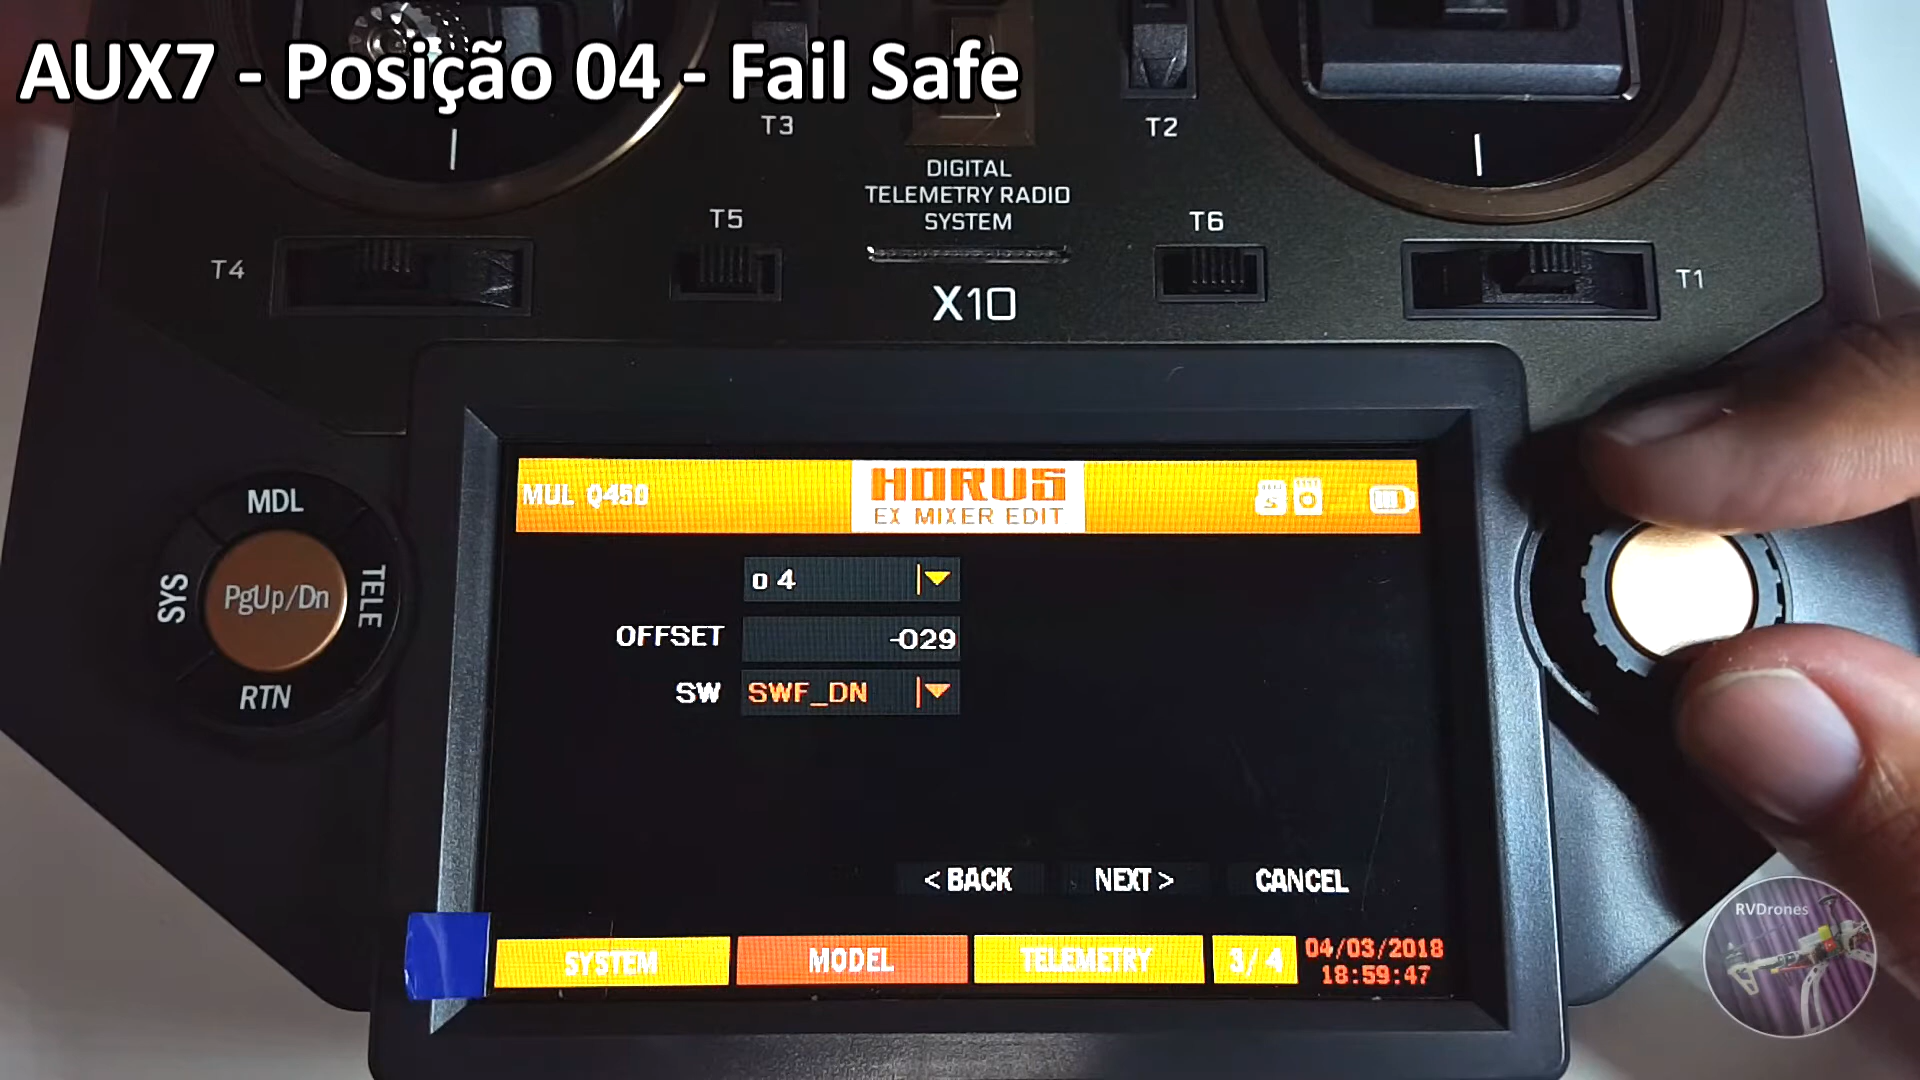 AUX7 - Posição 04 - Fail Safe
T3
T2
DIGITAL
TELEMETRY RADIO
SYSTEM
T5
T6
T4
T1
X10
MDL
SYS
PgUp/Dn
TELE
RTN
MUL Q450
HORUS
EX MIXER EDIT
o 4
OFFSET -029
SW SWF_DN
< BACK NEXT > CANCEL
SYSTEM MODEL TELEMETRY 3/4 04/03/2018
18:59:47
RVDrones